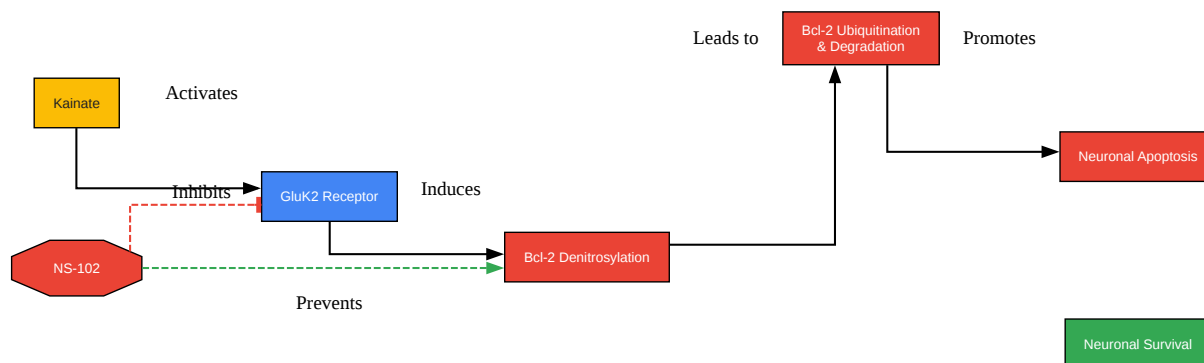 Leads to
Bcl-2 Ubiquitination
& Degradation
Promotes
Kainate
Activates
Neuronal Apoptosis
Inhibits
GluK2 Receptor
Induces
NS-102
Bcl-2 Denitrosylation
Prevents
Neuronal Survival